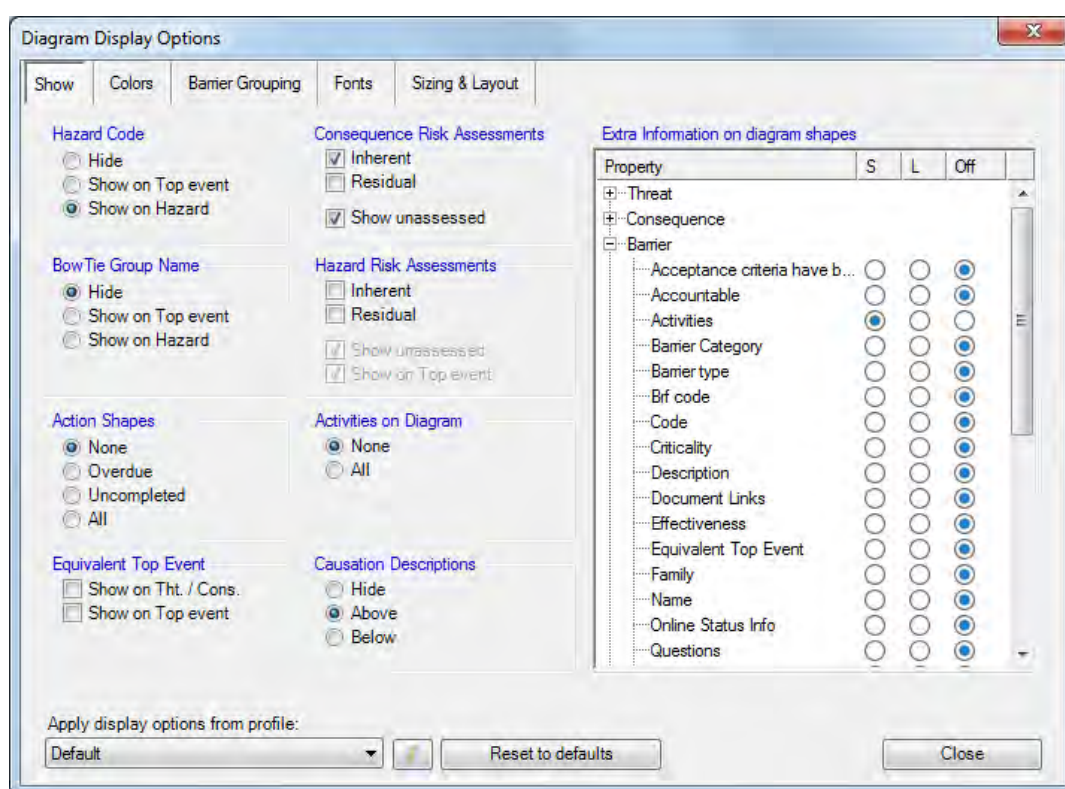 Diagram Display Options
Show Colors Barrier Grouping Fonts Sizing & Layout
Hazard Code
Hide
Show on Top event
Show on Hazard
BowTie Group Name
Hide
Show on Top event
Show on Hazard
Action Shapes
None
Overdue
Uncompleted
All
Equivalent Top Event
Show on Tht. / Cons.
Show on Top event
Consequence Risk Assessments
Inherent
Residual
Show unassessed
Hazard Risk Assessments
Inherent
Residual
Show unassessed
Show on Top event
Activities on Diagram
None
All
Causation Descriptions
Hide
Above
Below
Extra Information on diagram shapes
Property S L Off
Threat
Consequence
Barrier
Acceptance criteria have b...
Accountable
Activities
Barrier Category
Barrier type
Brf code
Code
Criticality
Description
Document Links
Effectiveness
Equivalent Top Event
Family
Name
Online Status Info
Questions
Apply display options from profile:
Default
Reset to defaults
Close